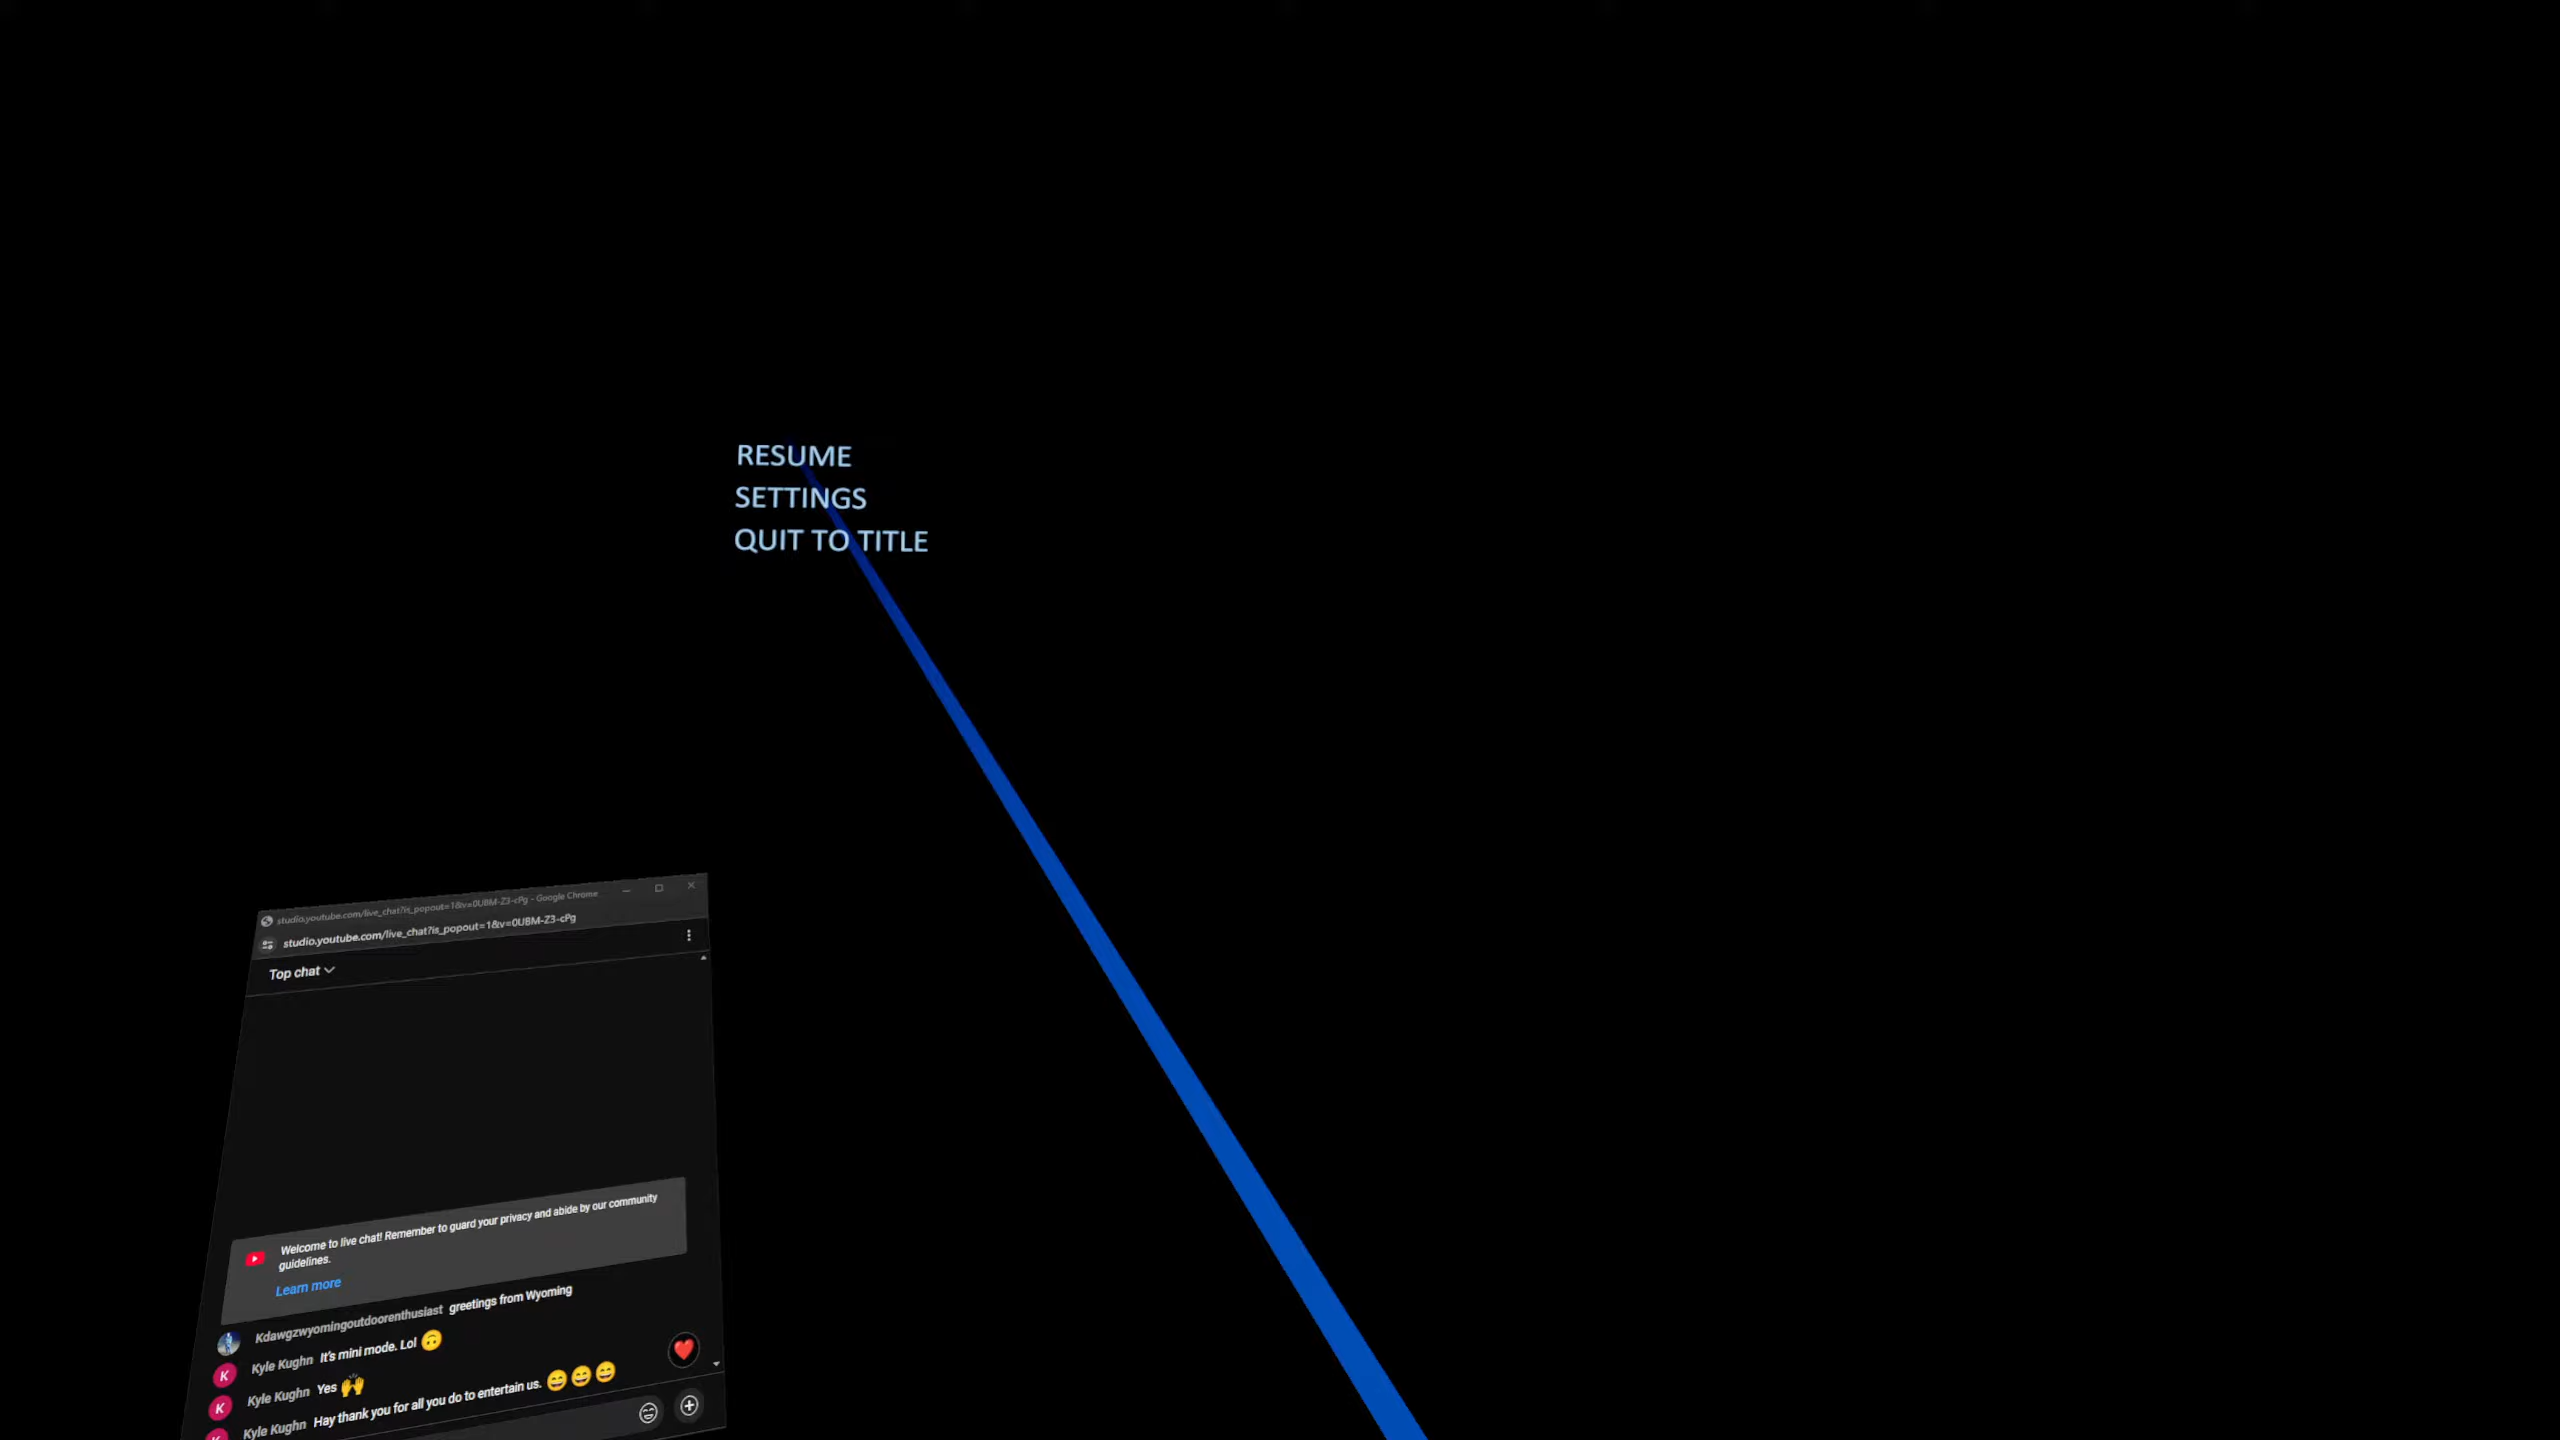 RESUME
SETTINGS
QUIT TO TITLE
studio.youtube.com/live_chat?is_popout=1&v=0U8M-Z3-cPg - Google Chrome
studio.youtube.com/live_chat?is_popout=1&v=0U8M-Z3-cPg
Top chat
Welcome to live chat! Remember to guard your privacy and abide by our community
guidelines.
Learn more
Kdawgzwyomingoutdoorenthusiast greetings from Wyoming
K Kyle Kughn It's mini mode. Lol 🙃
K Kyle Kughn Yes 🙌
K Kyle Kughn Hay thank you for all you do to entertain us. 😄😄😄